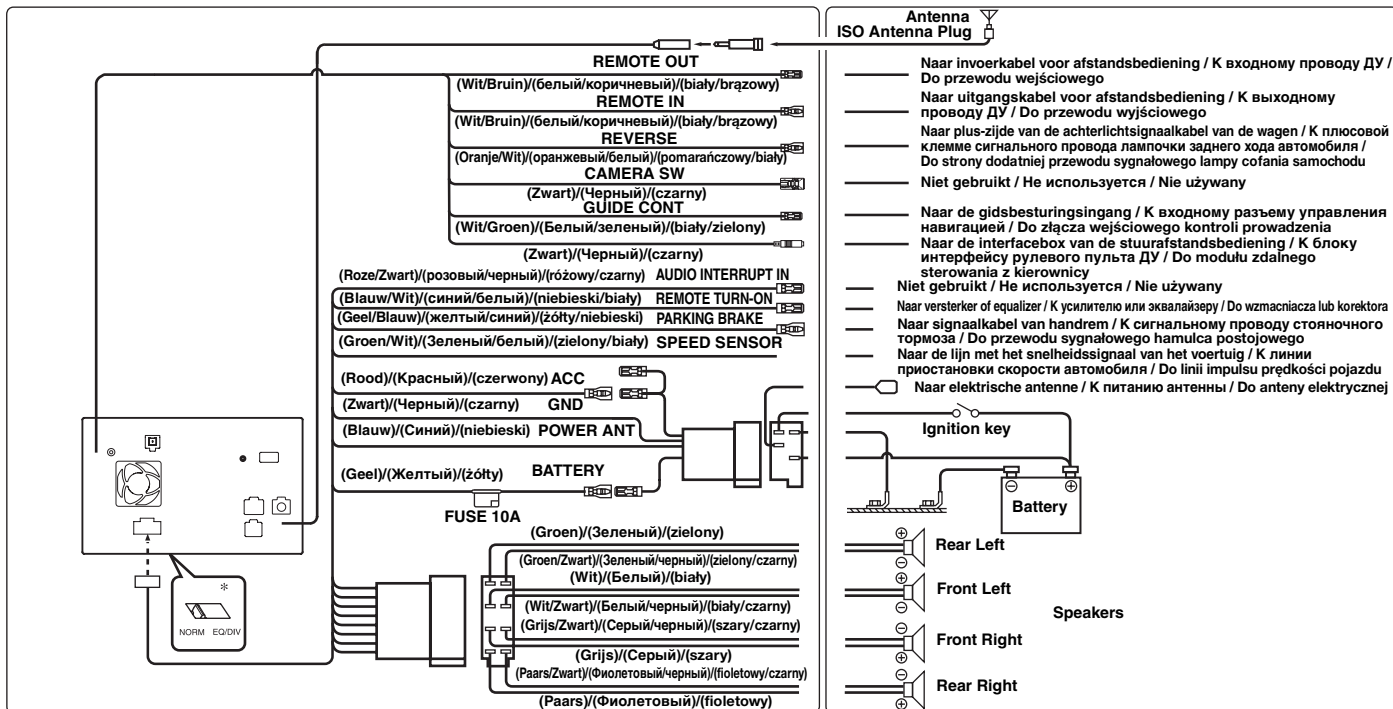 Antenna
ISO Antenna Plug
REMOTE OUT
(Wit/Bruin)/(белый/коричневый)/(biały/brązowy)
REMOTE IN
(Wit/Bruin)/(белый/коричневый)/(biały/brązowy)
REVERSE
(Oranje/Wit)/(оранжевый/белый)/(pomarańczowy/biały)
CAMERA SW
(Zwart)/(Черный)/(czarny)
GUIDE CONT
(Wit/Groen)/(Белый/зеленый)/(biały/zielony)
(Zwart)/(Черный)/(czarny)
(Roze/Zwart)/(розовый/черный)/(różowy/czarny) AUDIO INTERRUPT IN
(Blauw/Wit)/(синий/белый)/(niebieski/biały) REMOTE TURN-ON
(Geel/Blauw)/(желтый/синий)/(żółty/niebieski) PARKING BRAKE
(Groen/Wit)/(Зеленый/белый)/(zielony/biały) SPEED SENSOR
(Rood)/(Красный)/(czerwony) ACC
(Zwart)/(Черный)/(czarny) GND
(Blauw)/(Синий)/(niebieski) POWER ANT
(Geel)/(Желтый)/(żółty) BATTERY
FUSE 10A
(Groen)/(Зеленый)/(zielony)
(Groen/Zwart)/(Зеленый/черный)/(zielony/czarny)
(Wit)/(Белый)/(biały)
(Wit/Zwart)/(Белый/черный)/(biały/czarny)
(Grijs/Zwart)/(Серый/черный)/(szary/czarny)
(Grijs)/(Серый)/(szary)
(Paars/Zwart)/(Фиолетовый/черный)/(fioletowy/czarny)
(Paars)/(Фиолетовый)/(fioletowy)
*
NORM EQ/DIV
Naar invoerkabel voor afstandsbediening / К входному проводу ДУ /
Do przewodu wejściowego
Naar uitgangskabel voor afstandsbediening / К выходному
проводу ДУ / Do przewodu wyjściowego
Naar plus-zijde van de achterlichtsignaalkabel van de wagen / К плюсовой
клемме сигнального провода лампочки заднего хода автомобиля /
Do strony dodatniej przewodu sygnałowego lampy cofania samochodu
Niet gebruikt / Не используется / Nie używany
Naar de gidsbesturingsingang / К входному разъему управления
навигацией / Do złącza wejściowego kontroli prowadzenia
Naar de interfacebox van de stuurafstandsbediening / К блоку
интерфейсу рулевого пульта ДУ / Do modułu zdalnego
sterowania z kierownicy
Niet gebruikt / Не используется / Nie używany
Naar versterker of equalizer / К усилителю или эквалайзеру / Do wzmacniacza lub korektora
Naar signaalkabel van handrem / К сигнальному проводу стояночного
тормоза / Do przewodu sygnałowego hamulca postojowego
Naar de lijn met het snelheidssignaal van het voertuig / К линии
приостановки скорости автомобиля / Do linii impulsu prędkości pojazdu
Naar elektrische antenne / К питанию антенны / Do anteny elektrycznej
Ignition key
⊖ ⊕
Battery
⊕
Rear Left
⊖
⊕
Front Left
⊖
Speakers
⊖
Front Right
⊕
⊖
Rear Right
⊕